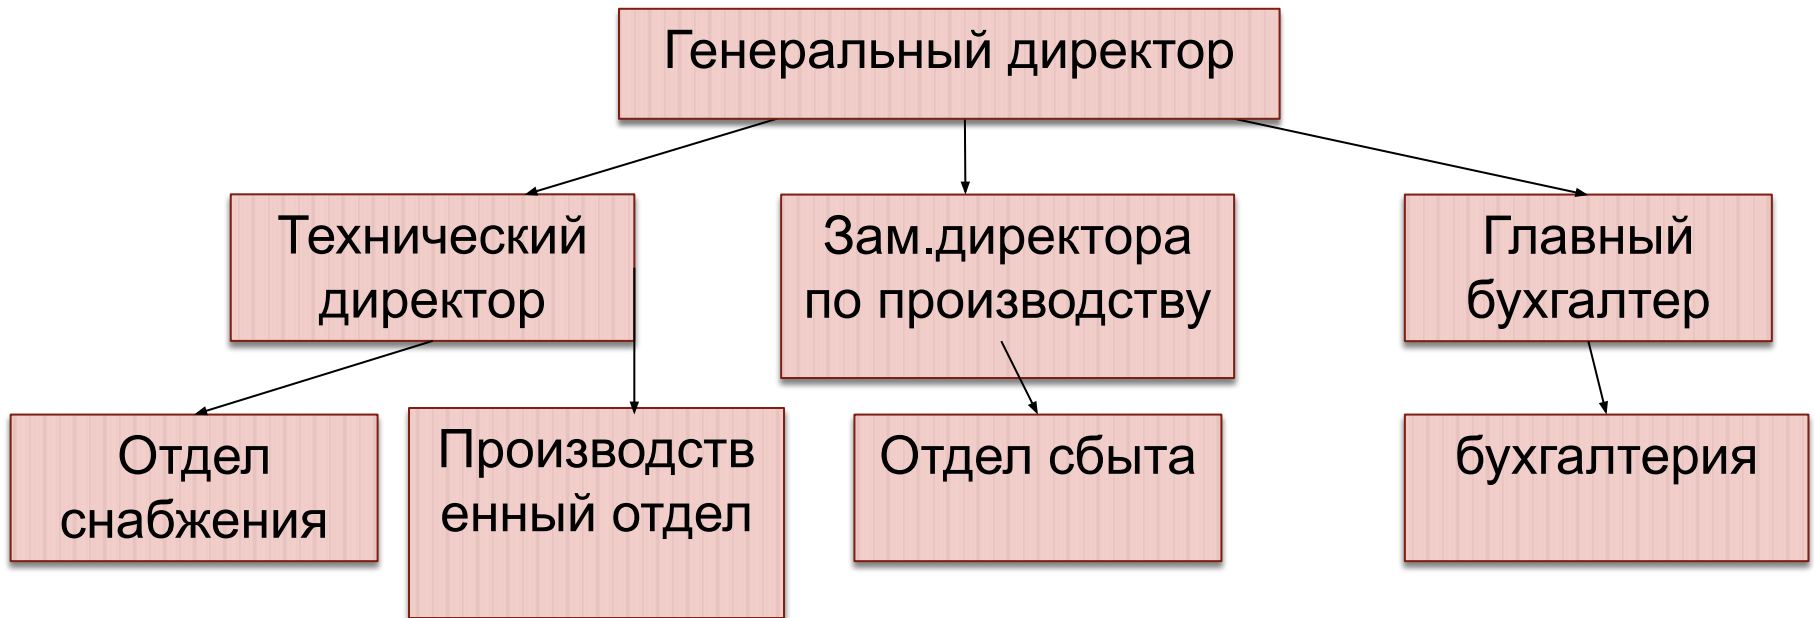 Генеральный директор
Технический
директор
Зам.директора
по производству
Главный
бухгалтер
Отдел
снабжения
Производств
енный отдел
Отдел сбыта
бухгалтерия